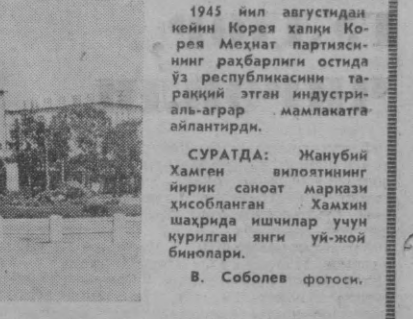 1945 йил августидан
кейин Корея халқи Ко-
рея Меҳнат партияси-
нинг раҳбарлиги остида
ўз республикасини та-
раққий этган индустри-
аль-аграр мамлакатга
айлантирди.
СУРАТДА: Жанубий
Хамген вилоятининг
йирик саноат маркази
ҳисобланган Хамхин
шаҳрида ишчилар учун
қурилган янги уй-жой
бинолари.
В. Соболев фотоси.